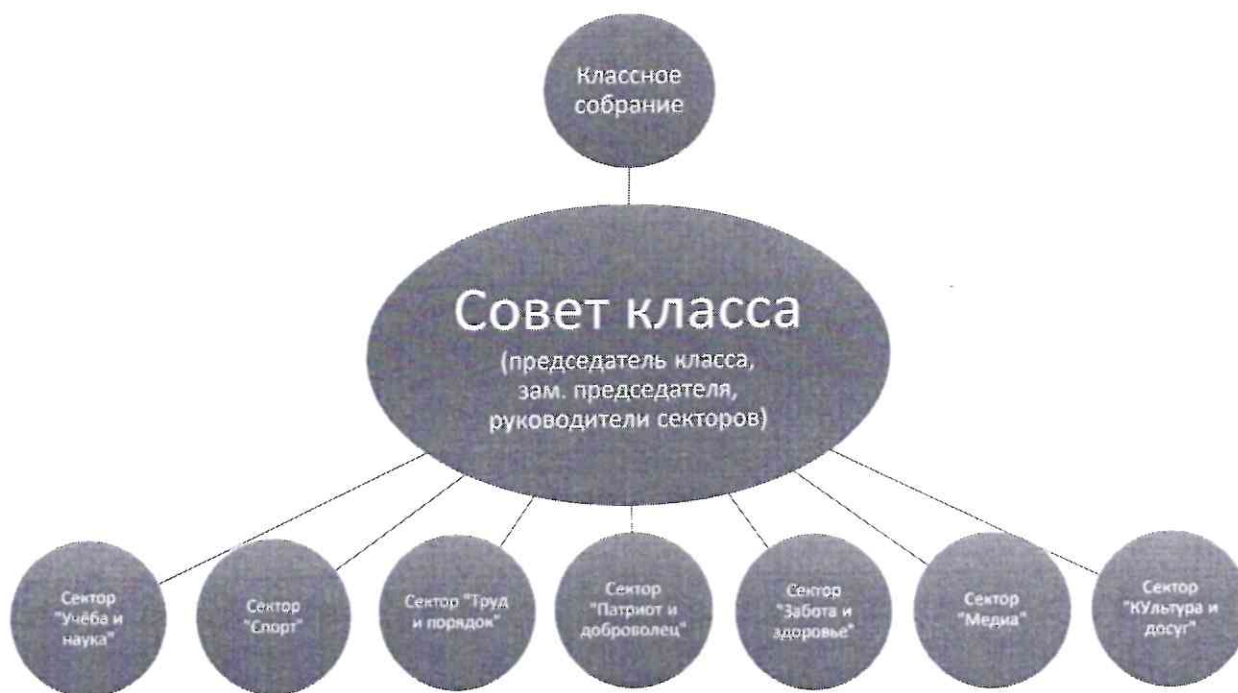 Классное
собрание
Совет класса
(председатель класса,
зам. председателя,
руководители секторов)
Сектор
"Учёба и
наука"
Сектор
"Спорт"
Сектор "Труд
и порядок"
Сектор
"Патриот и
доброволец"
Сектор
"Забота и
здоровье"
Сектор
"Медиа"
Сектор
"КУльтура и
досуг"